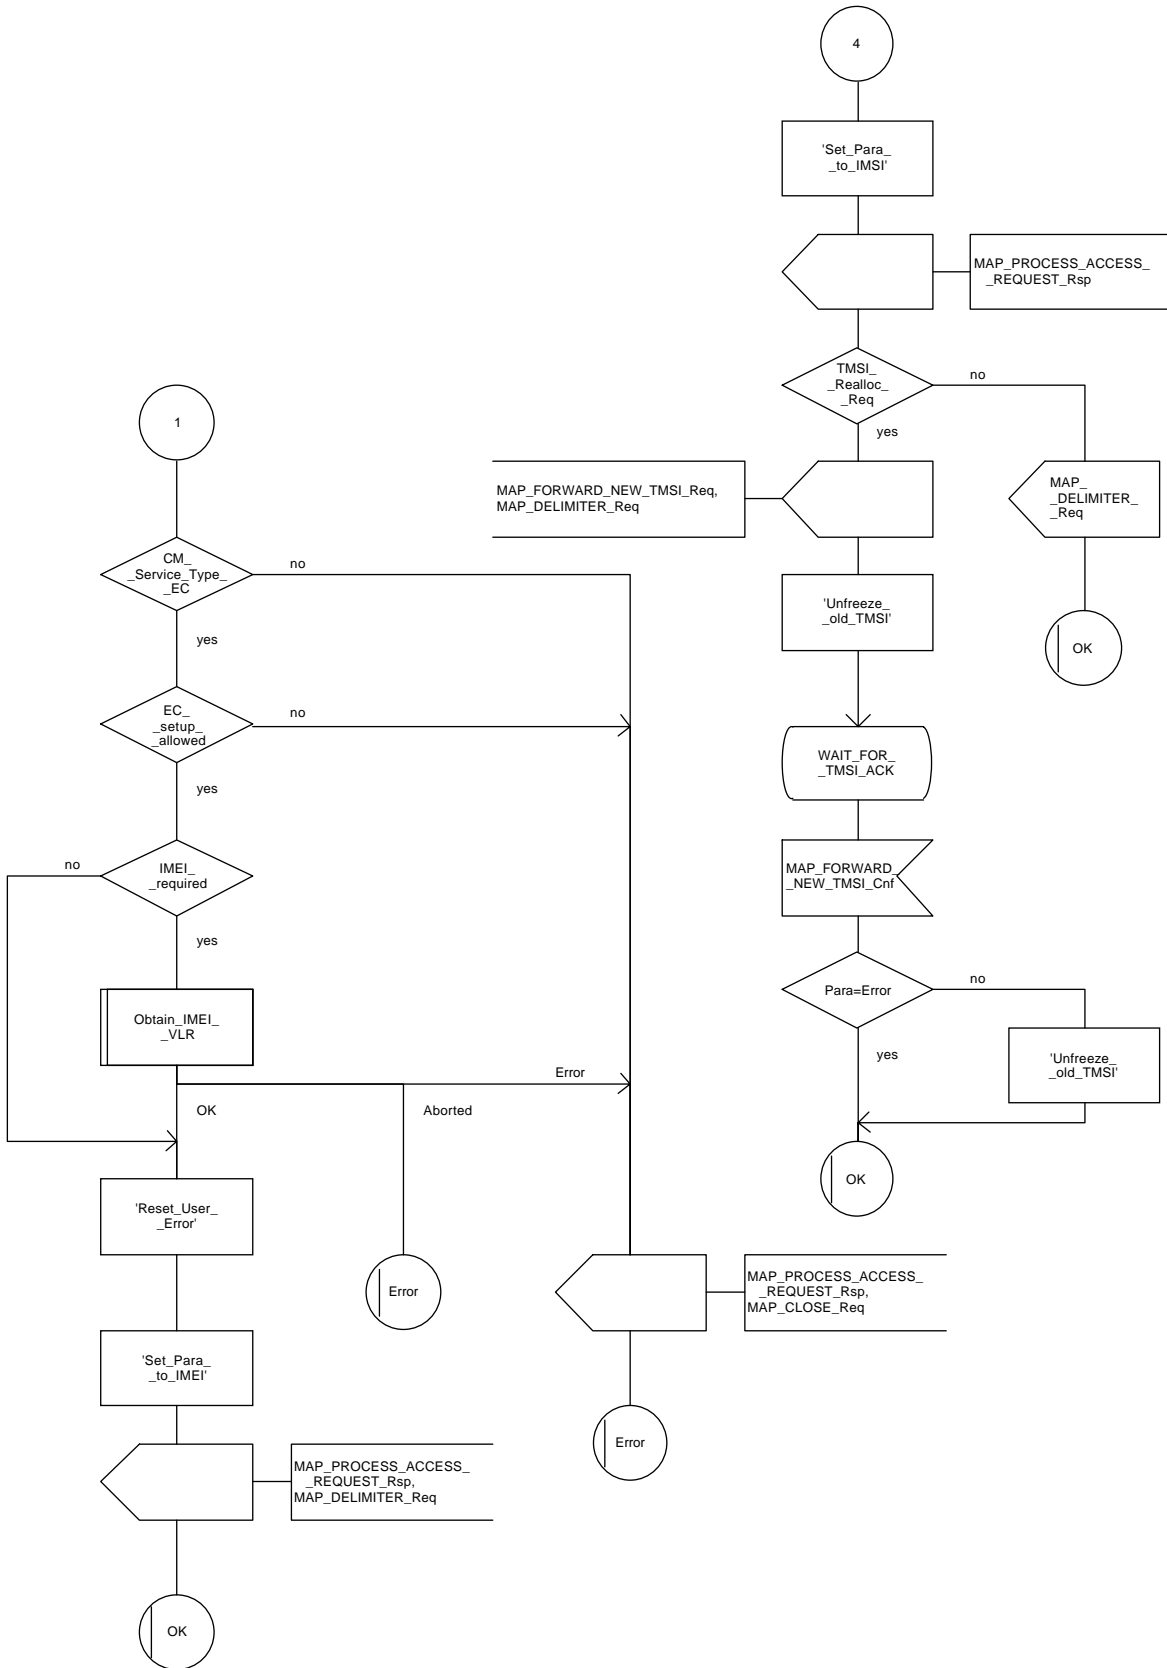 4
'Set_Para_
_to_IMSI'
MAP_PROCESS_ACCESS_
_REQUEST_Rsp
TMSI_
_Realloc_
_Req
no
yes
MAP_FORWARD_NEW_TMSI_Req,
MAP_DELIMITER_Req
MAP_
_DELIMITER_
_Req
'Unfreeze_
_old_TMSI'
OK
WAIT_FOR_
_TMSI_ACK
MAP_FORWARD_
_NEW_TMSI_Cnf
Para=Error
no
yes
'Unfreeze_
_old_TMSI'
OK
1
CM_
_Service_Type_
_EC
no
yes
EC_
_setup_
_allowed
no
yes
IMEI_
_required
no
yes
Obtain_IMEI_
_VLR
Error
OK
Aborted
'Reset_User_
_Error'
Error
MAP_PROCESS_ACCESS_
_REQUEST_Rsp,
MAP_CLOSE_Req
Error
'Set_Para_
_to_IMEI'
MAP_PROCESS_ACCESS_
_REQUEST_Rsp,
MAP_DELIMITER_Req
OK